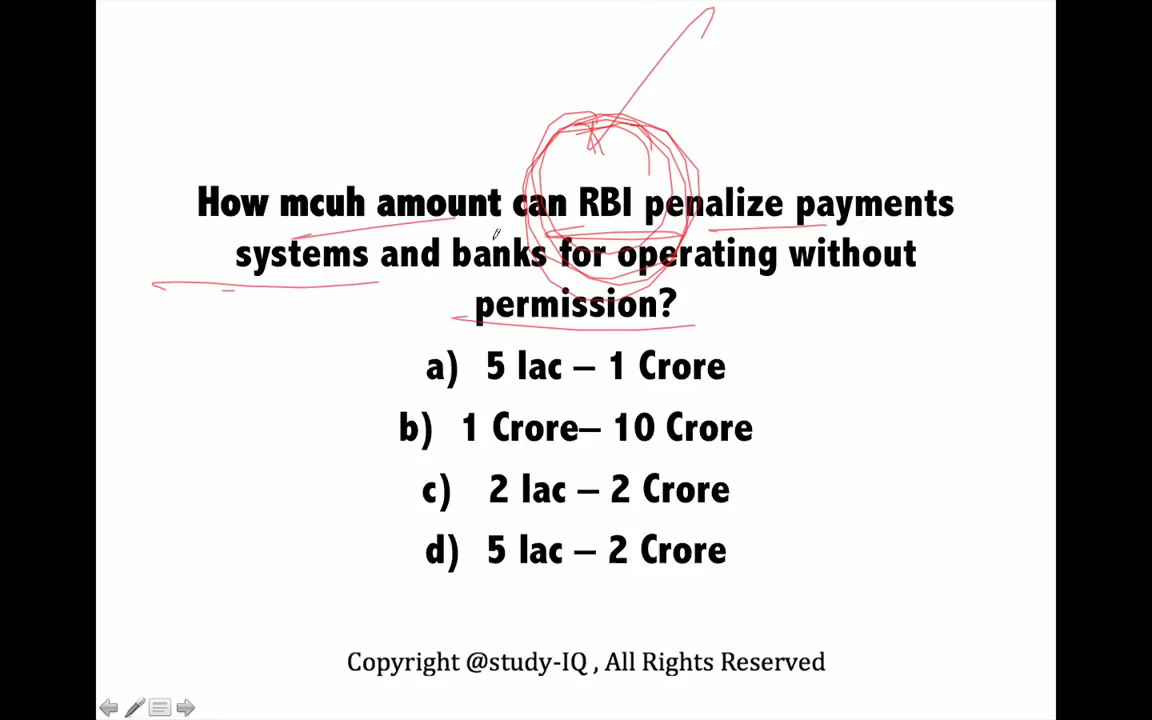 How mcuh amount can RBI penalize payments
systems and banks for operating without
permission?
a) 5 lac – 1 Crore
b) 1 Crore– 10 Crore
c) 2 lac – 2 Crore
d) 5 lac – 2 Crore
Copyright @study-IQ , All Rights Reserved